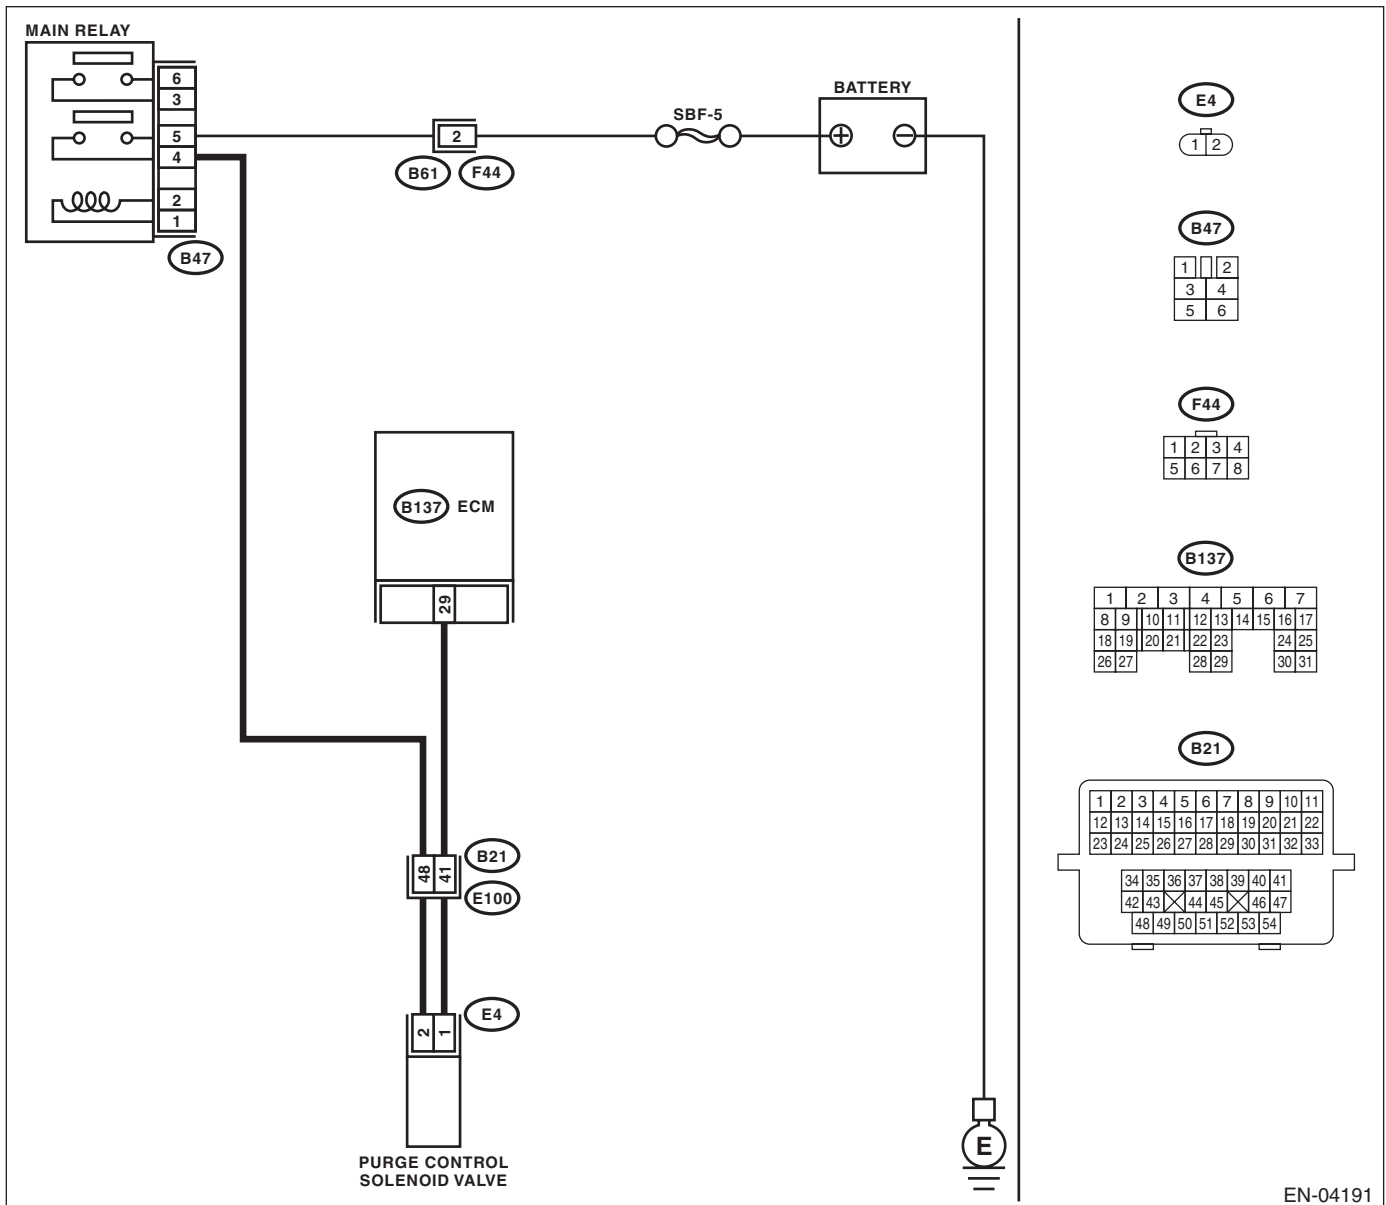 MAIN RELAY
6
3
5
4
2
1
B47
2
B61 F44
SBF-5
BATTERY
+ −
B137 ECM
29
48 41
B21
E100
2 1
E4
PURGE CONTROL
SOLENOID VALVE
E
E4
1 2
B47
1 2
3 4
5 6
F44
1 2 3 4
5 6 7 8
B137
1 2 3 4 5 6 7
8 9 10 11 12 13 14 15 16 17
18 19 20 21 22 23 24 25
26 27 28 29 30 31
B21
1 2 3 4 5 6 7 8 9 10 11
12 13 14 15 16 17 18 19 20 21 22
23 24 25 26 27 28 29 30 31 32 33
34 35 36 37 38 39 40 41
42 43 44 45 46 47
48 49 50 51 52 53 54
EN-04191